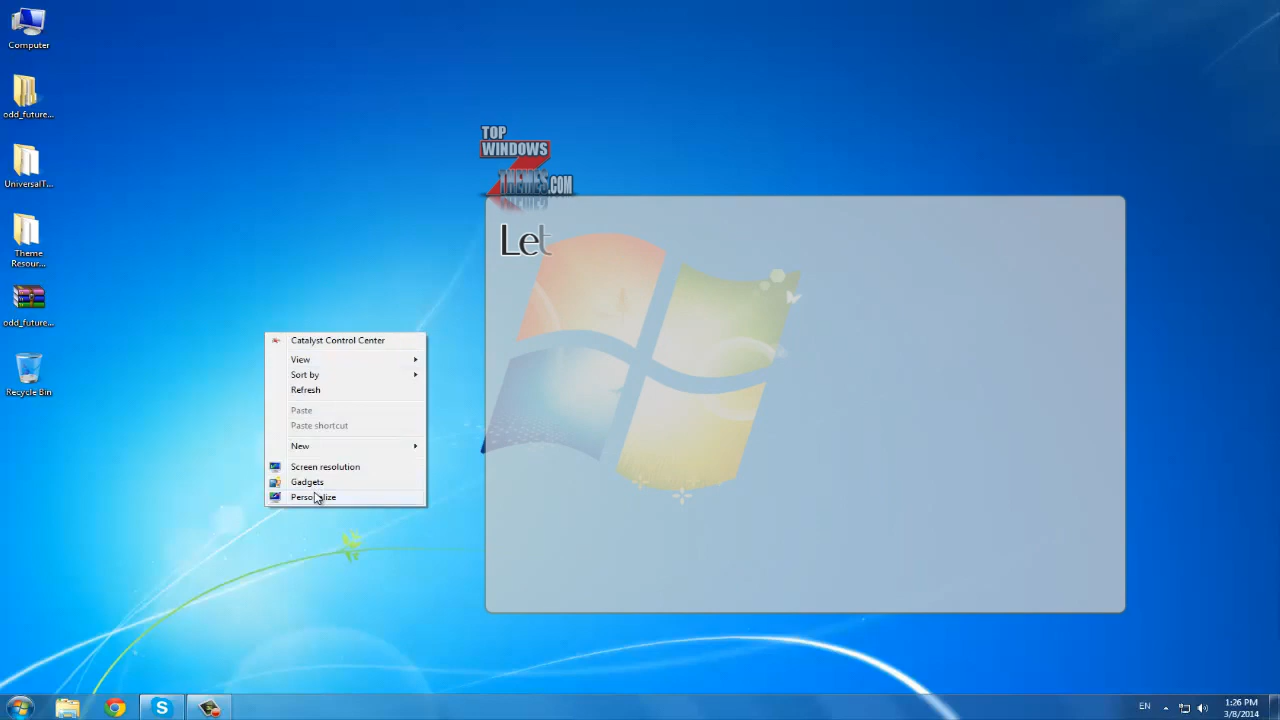 Computer
odd_future...
UniversalT...
Theme
Resour...
odd_future...
Recycle Bin
TOP
WINDOWS
THEMES.COM
Let
Catalyst Control Center
View
Sort by
Refresh
Paste
Paste shortcut
New
Screen resolution
Gadgets
Personalize
EN
1:26 PM
3/8/2014